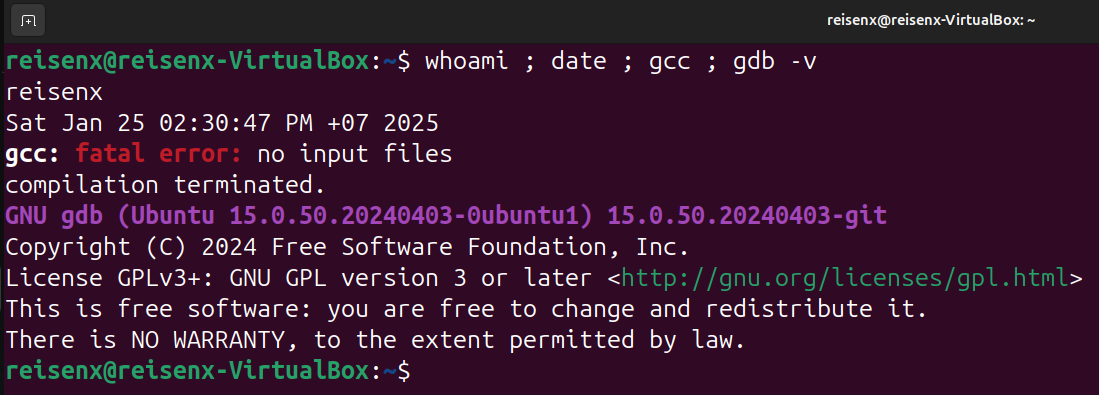 reisenx@reisenx-VirtualBox: ~
reisenx@reisenx-VirtualBox:~$ whoami ; date ; gcc ; gdb -v
reisenx
Sat Jan 25 02:30:47 PM +07 2025
gcc: fatal error: no input files
compilation terminated.
GNU gdb (Ubuntu 15.0.50.20240403-0ubuntu1) 15.0.50.20240403-git
Copyright (C) 2024 Free Software Foundation, Inc.
License GPLv3+: GNU GPL version 3 or later <http://gnu.org/licenses/gpl.html>
This is free software: you are free to change and redistribute it.
There is NO WARRANTY, to the extent permitted by law.
reisenx@reisenx-VirtualBox:~$